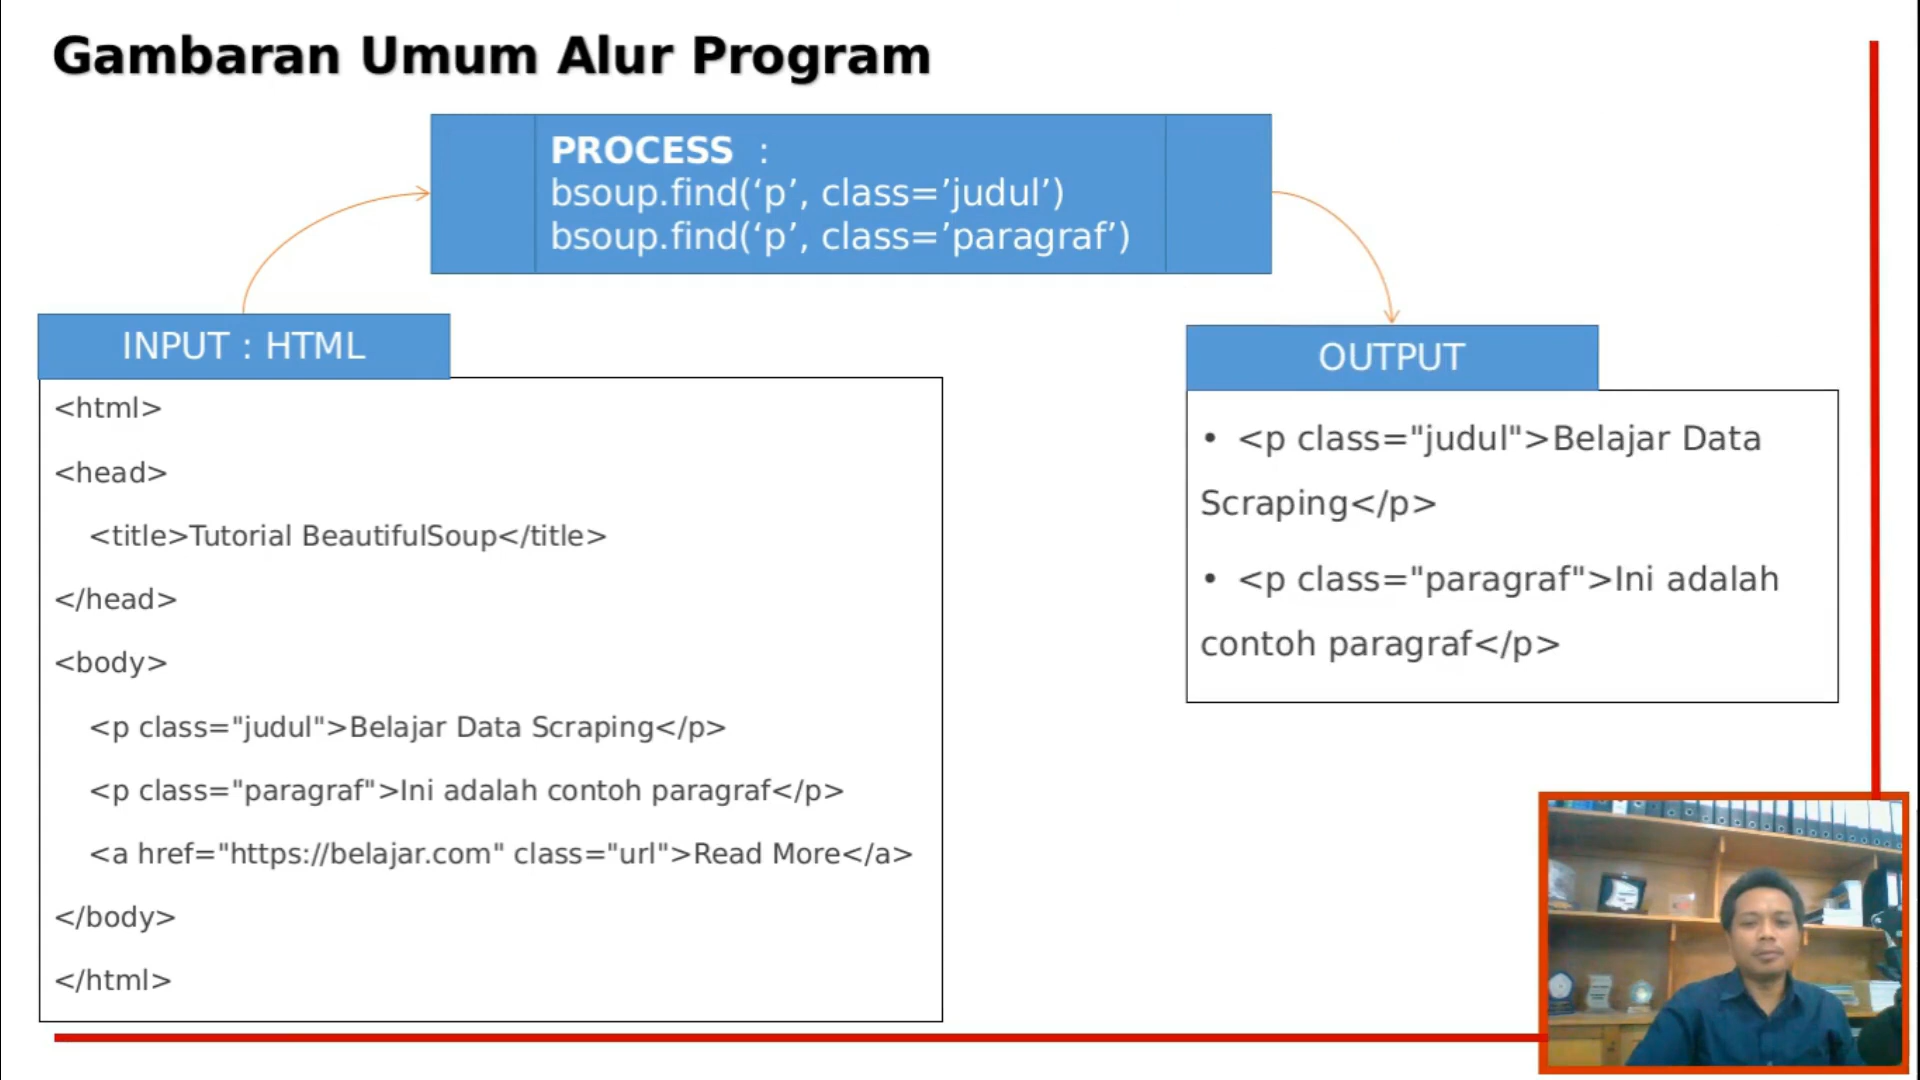 Gambaran Umum Alur Program
PROCESS :
bsoup.find(‘p’, class=’judul’)
bsoup.find(‘p’, class=’paragraf’)
INPUT : HTML
<html>
<head>
<title>Tutorial BeautifulSoup</title>
</head>
<body>
<p class="judul">Belajar Data Scraping</p>
<p class="paragraf">Ini adalah contoh paragraf</p>
<a href="https://belajar.com" class="url">Read More</a>
</body>
</html>
OUTPUT
• <p class="judul">Belajar Data
Scraping</p>
• <p class="paragraf">Ini adalah
contoh paragraf</p>